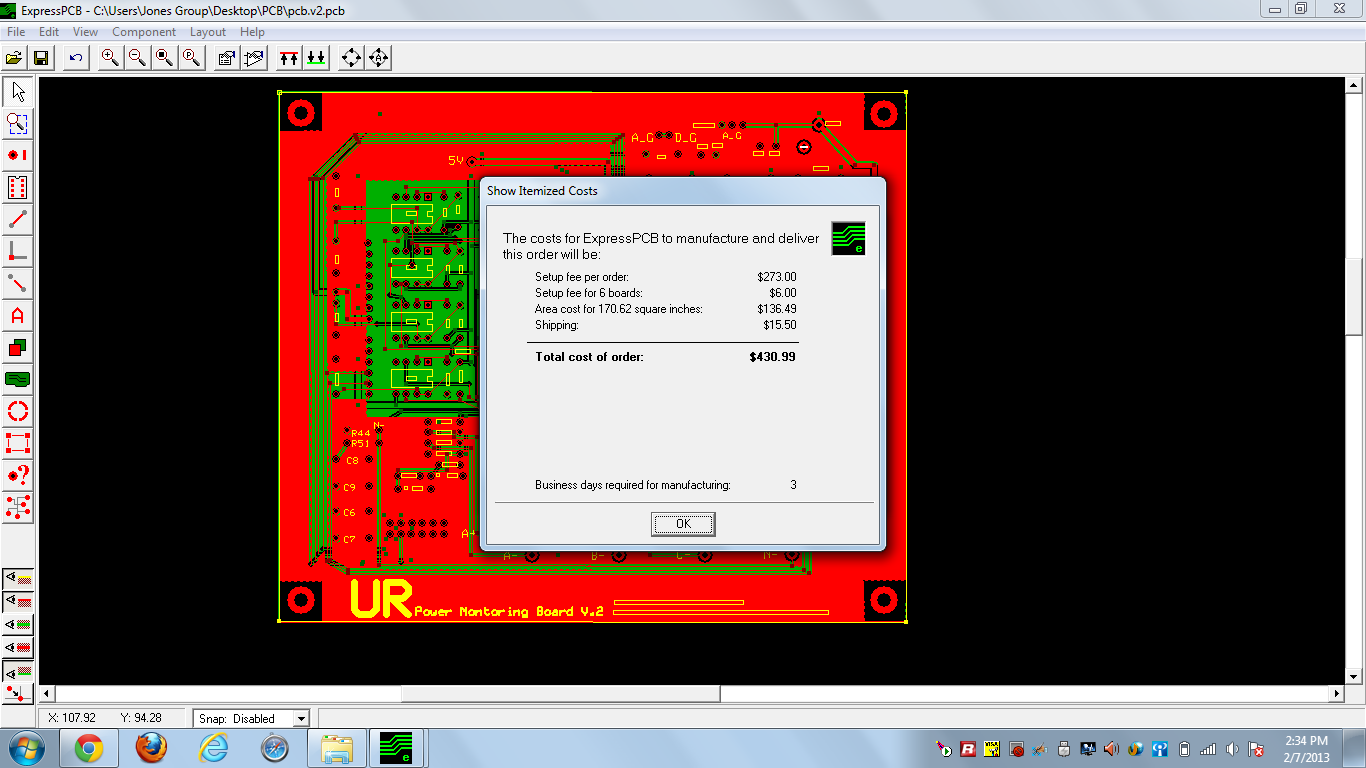 ExpressPCB - C:\Users\Jones Group\Desktop\PCB\pcb.v2.pcb
File Edit View Component Layout Help
A_G D_G A_G
5V
Show Itemized Costs
The costs for ExpressPCB to manufacture and deliver
this order will be:
Setup fee per order: $273.00
Setup fee for 6 boards: $6.00
Area cost for 170.62 square inches: $136.49
Shipping: $15.50
Total cost of order: $430.99
Business days required for manufacturing: 3
OK
N-
R44
R51
C8
C9
C6
C7
A+
A- B- C- N-
UR Power Montoring Board V.2
X: 107.92 Y: 94.28 Snap: Disabled
2:34 PM
2/7/2013